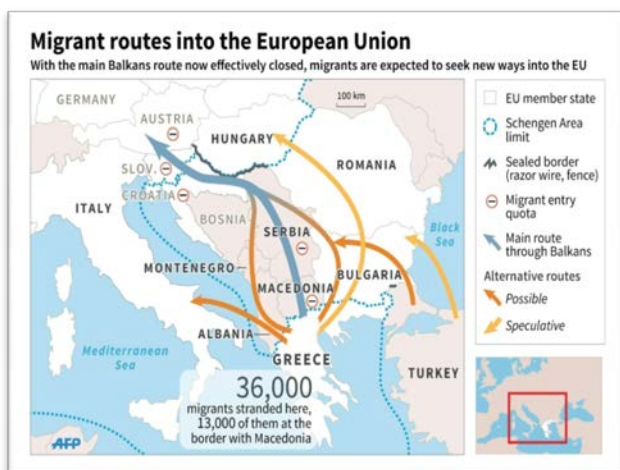 Migrant routes into the European Union
With the main Balkans route now effectively closed, migrants are expected to seek new ways into the EU
GERMANY
AUSTRIA
HUNGARY
SLOV.
CROATIA
ROMANIA
ITALY
BOSNIA
SERBIA
Black
Sea
MONTENEGRO
BULGARIA
MACEDONIA
ALBANIA
GREECE
TURKEY
Mediterranean
Sea
100 km
36,000
migrants stranded here,
13,000 of them at the
border with Macedonia
AFP
EU member state
Schengen Area
limit
Sealed border
(razor wire, fence)
Migrant entry
quota
Main route
through Balkans
Alternative routes
Possible
Speculative